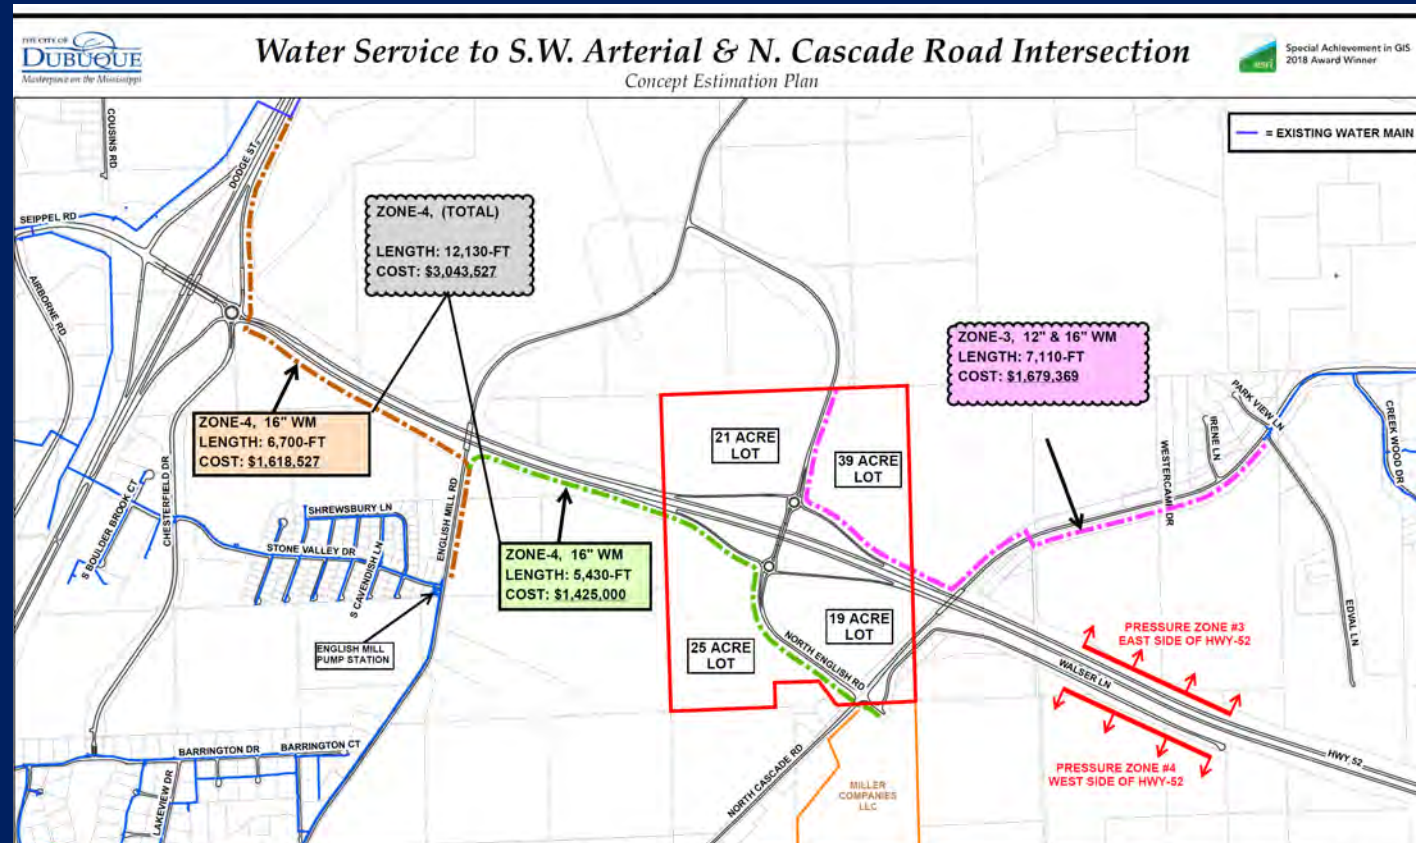 THE CITY OF
DUBUQUE
Masterpiece on the Mississippi
Water Service to S.W. Arterial & N. Cascade Road Intersection
Concept Estimation Plan
esri
Special Achievement in GIS
2018 Award Winner
= EXISTING WATER MAIN
COUSINS RD
DODGE ST
SEIPPEL RD
AIRBORNE RD
ZONE-4, (TOTAL)
LENGTH: 12,130-FT
COST: $3,043,527
ZONE-3, 12" & 16" WM
LENGTH: 7,110-FT
COST: $1,679,369
ZONE-4, 16" WM
LENGTH: 6,700-FT
COST: $1,618,527
21 ACRE
LOT
39 ACRE
LOT
PARK VIEW LN
IRENE LN
WESTERCAMP DR
CREEK WOOD DR
CHESTERFIELD DR
S BOULDER BROOK CT
SHREWSBURY LN
STONE VALLEY DR
S CAVENDISH LN
ENGLISH MILL RD
ZONE-4, 16" WM
LENGTH: 5,430-FT
COST: $1,425,000
ENGLISH MILL
PUMP STATION
25 ACRE
LOT
19 ACRE
LOT
NORTH ENGLISH RD
EDVAL LN
PRESSURE ZONE #3
EAST SIDE OF HWY-52
WALSER LN
PRESSURE ZONE #4
WEST SIDE OF HWY-52
HWY 52
BARRINGTON DR
BARRINGTON CT
LAKEVIEW DR
NORTH CASCADE RD
MILLER
COMPANIES
LLC